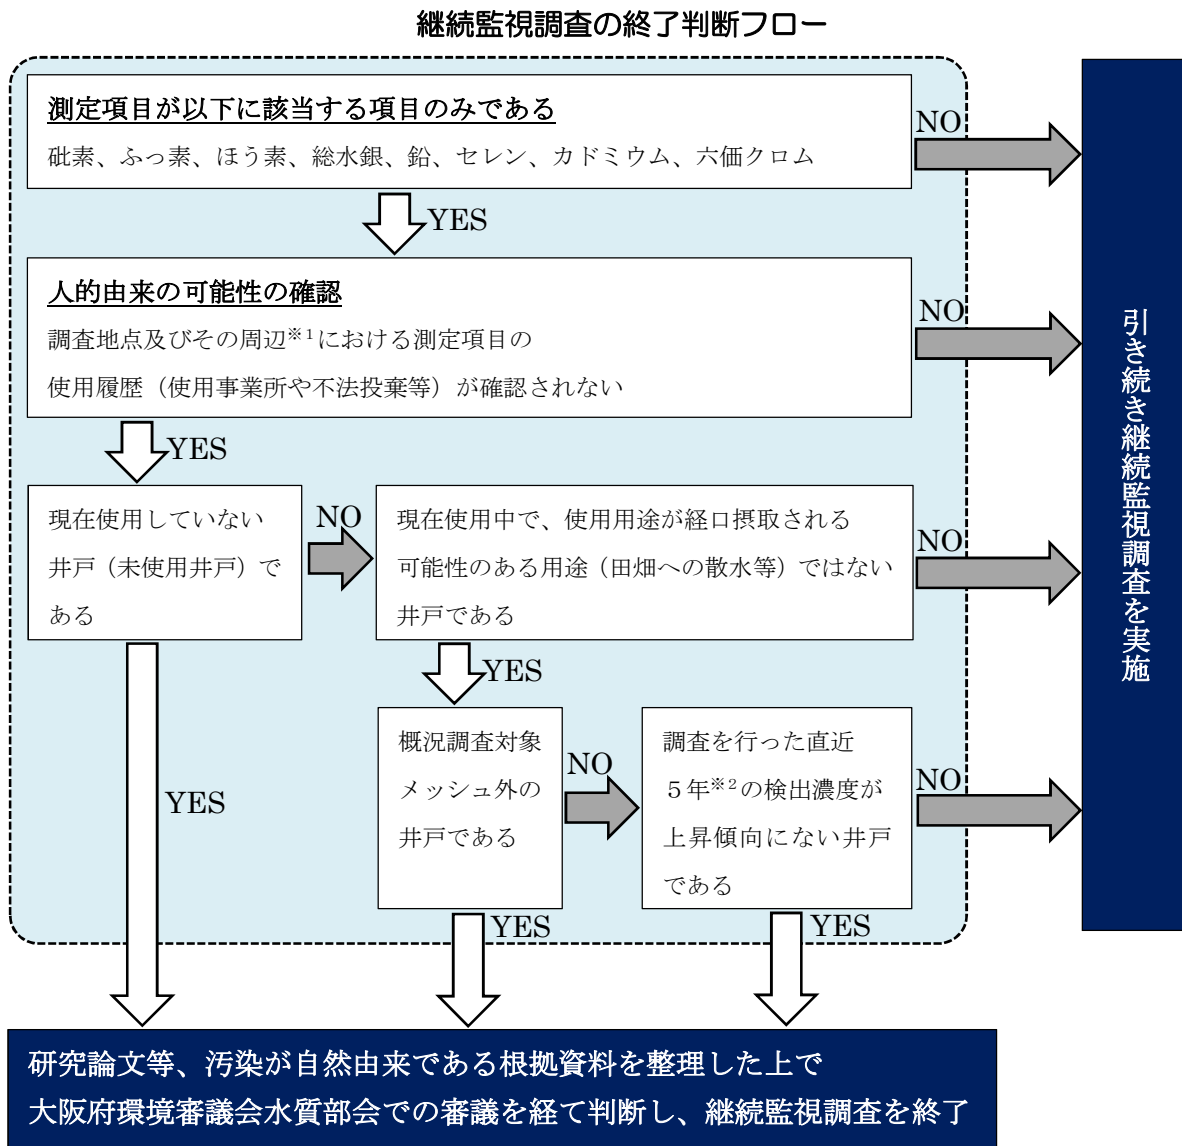 継続監視調査の終了判断フロー
測定項目が以下に該当する項目のみである
砒素、ふっ素、ほう素、総水銀、鉛、セレン、カドミウム、六価クロム
NO
YES
人的由来の可能性の確認
調査地点及びその周辺※1における測定項目の
使用履歴（使用事業所や不法投棄等）が確認されない
NO
YES
現在使用していない
井戸（未使用井戸）で
ある
NO
現在使用中で、使用用途が経口摂取される
可能性のある用途（田畑への散水等）ではない
井戸である
NO
YES
YES
概況調査対象
メッシュ外の
井戸である
NO
調査を行った直近
５年※2の検出濃度が
上昇傾向にない井戸
である
NO
YES
YES
引き続き継続監視調査を実施
研究論文等、汚染が自然由来である根拠資料を整理した上で
大阪府環境審議会水質部会での審議を経て判断し、継続監視調査を終了